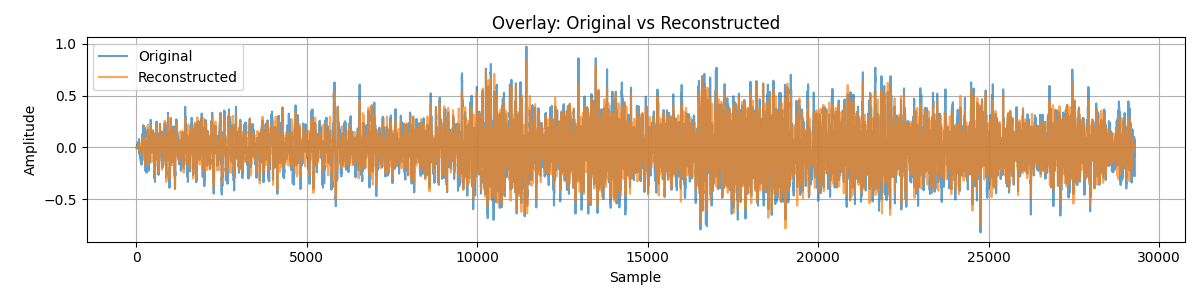 Overlay: Original vs Reconstructed
Original
Reconstructed
Amplitude
1.0
0.5
0.0
−0.5
0
5000
10000
15000
20000
25000
30000
Sample